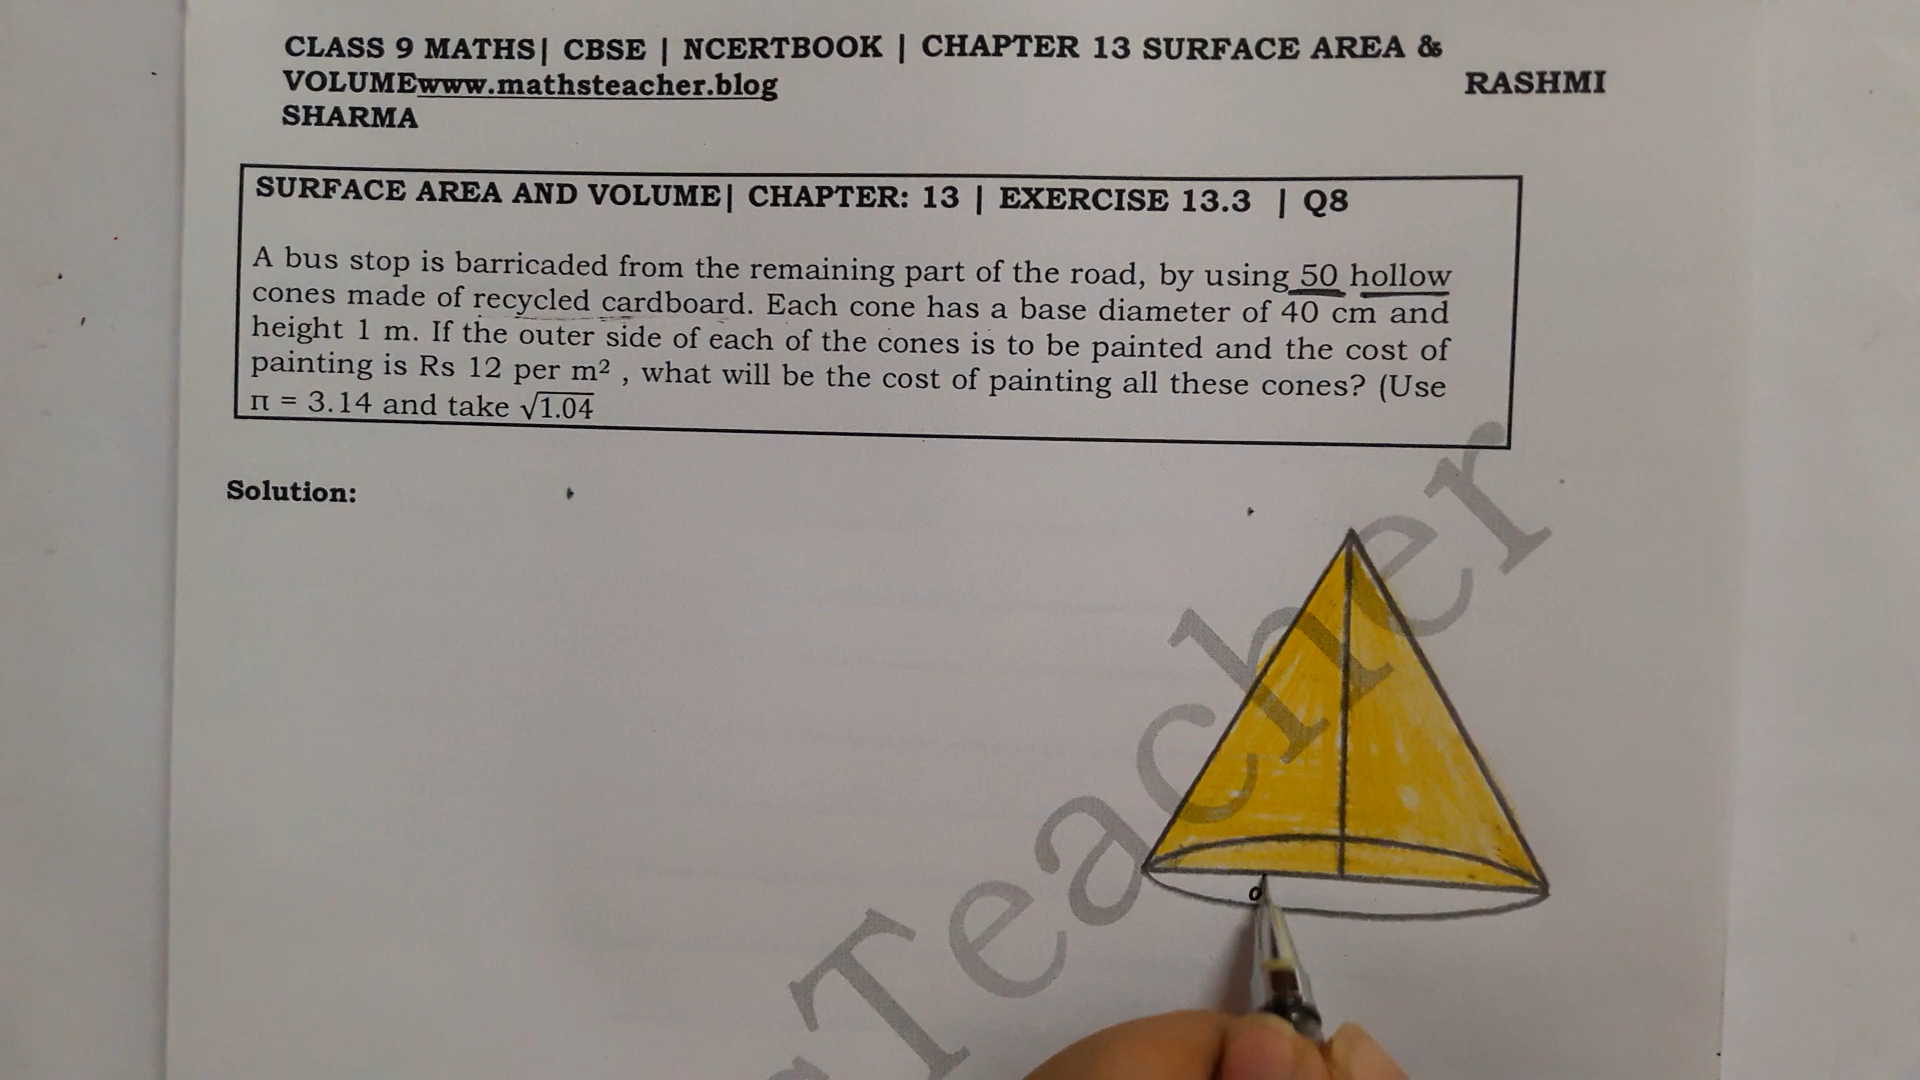 CLASS 9 MATHS| CBSE | NCERTBOOK | CHAPTER 13 SURFACE AREA &
VOLUMEwww.mathsteacher.blog RASHMI
SHARMA
SURFACE AREA AND VOLUME| CHAPTER: 13 | EXERCISE 13.3 | Q8
A bus stop is barricaded from the remaining part of the road, by using 50 hollow
cones made of recycled cardboard. Each cone has a base diameter of 40 cm and
height 1 m. If the outer side of each of the cones is to be painted and the cost of
painting is Rs 12 per m² , what will be the cost of painting all these cones? (Use
π = 3.14 and take √1.04
Solution:
Teacher